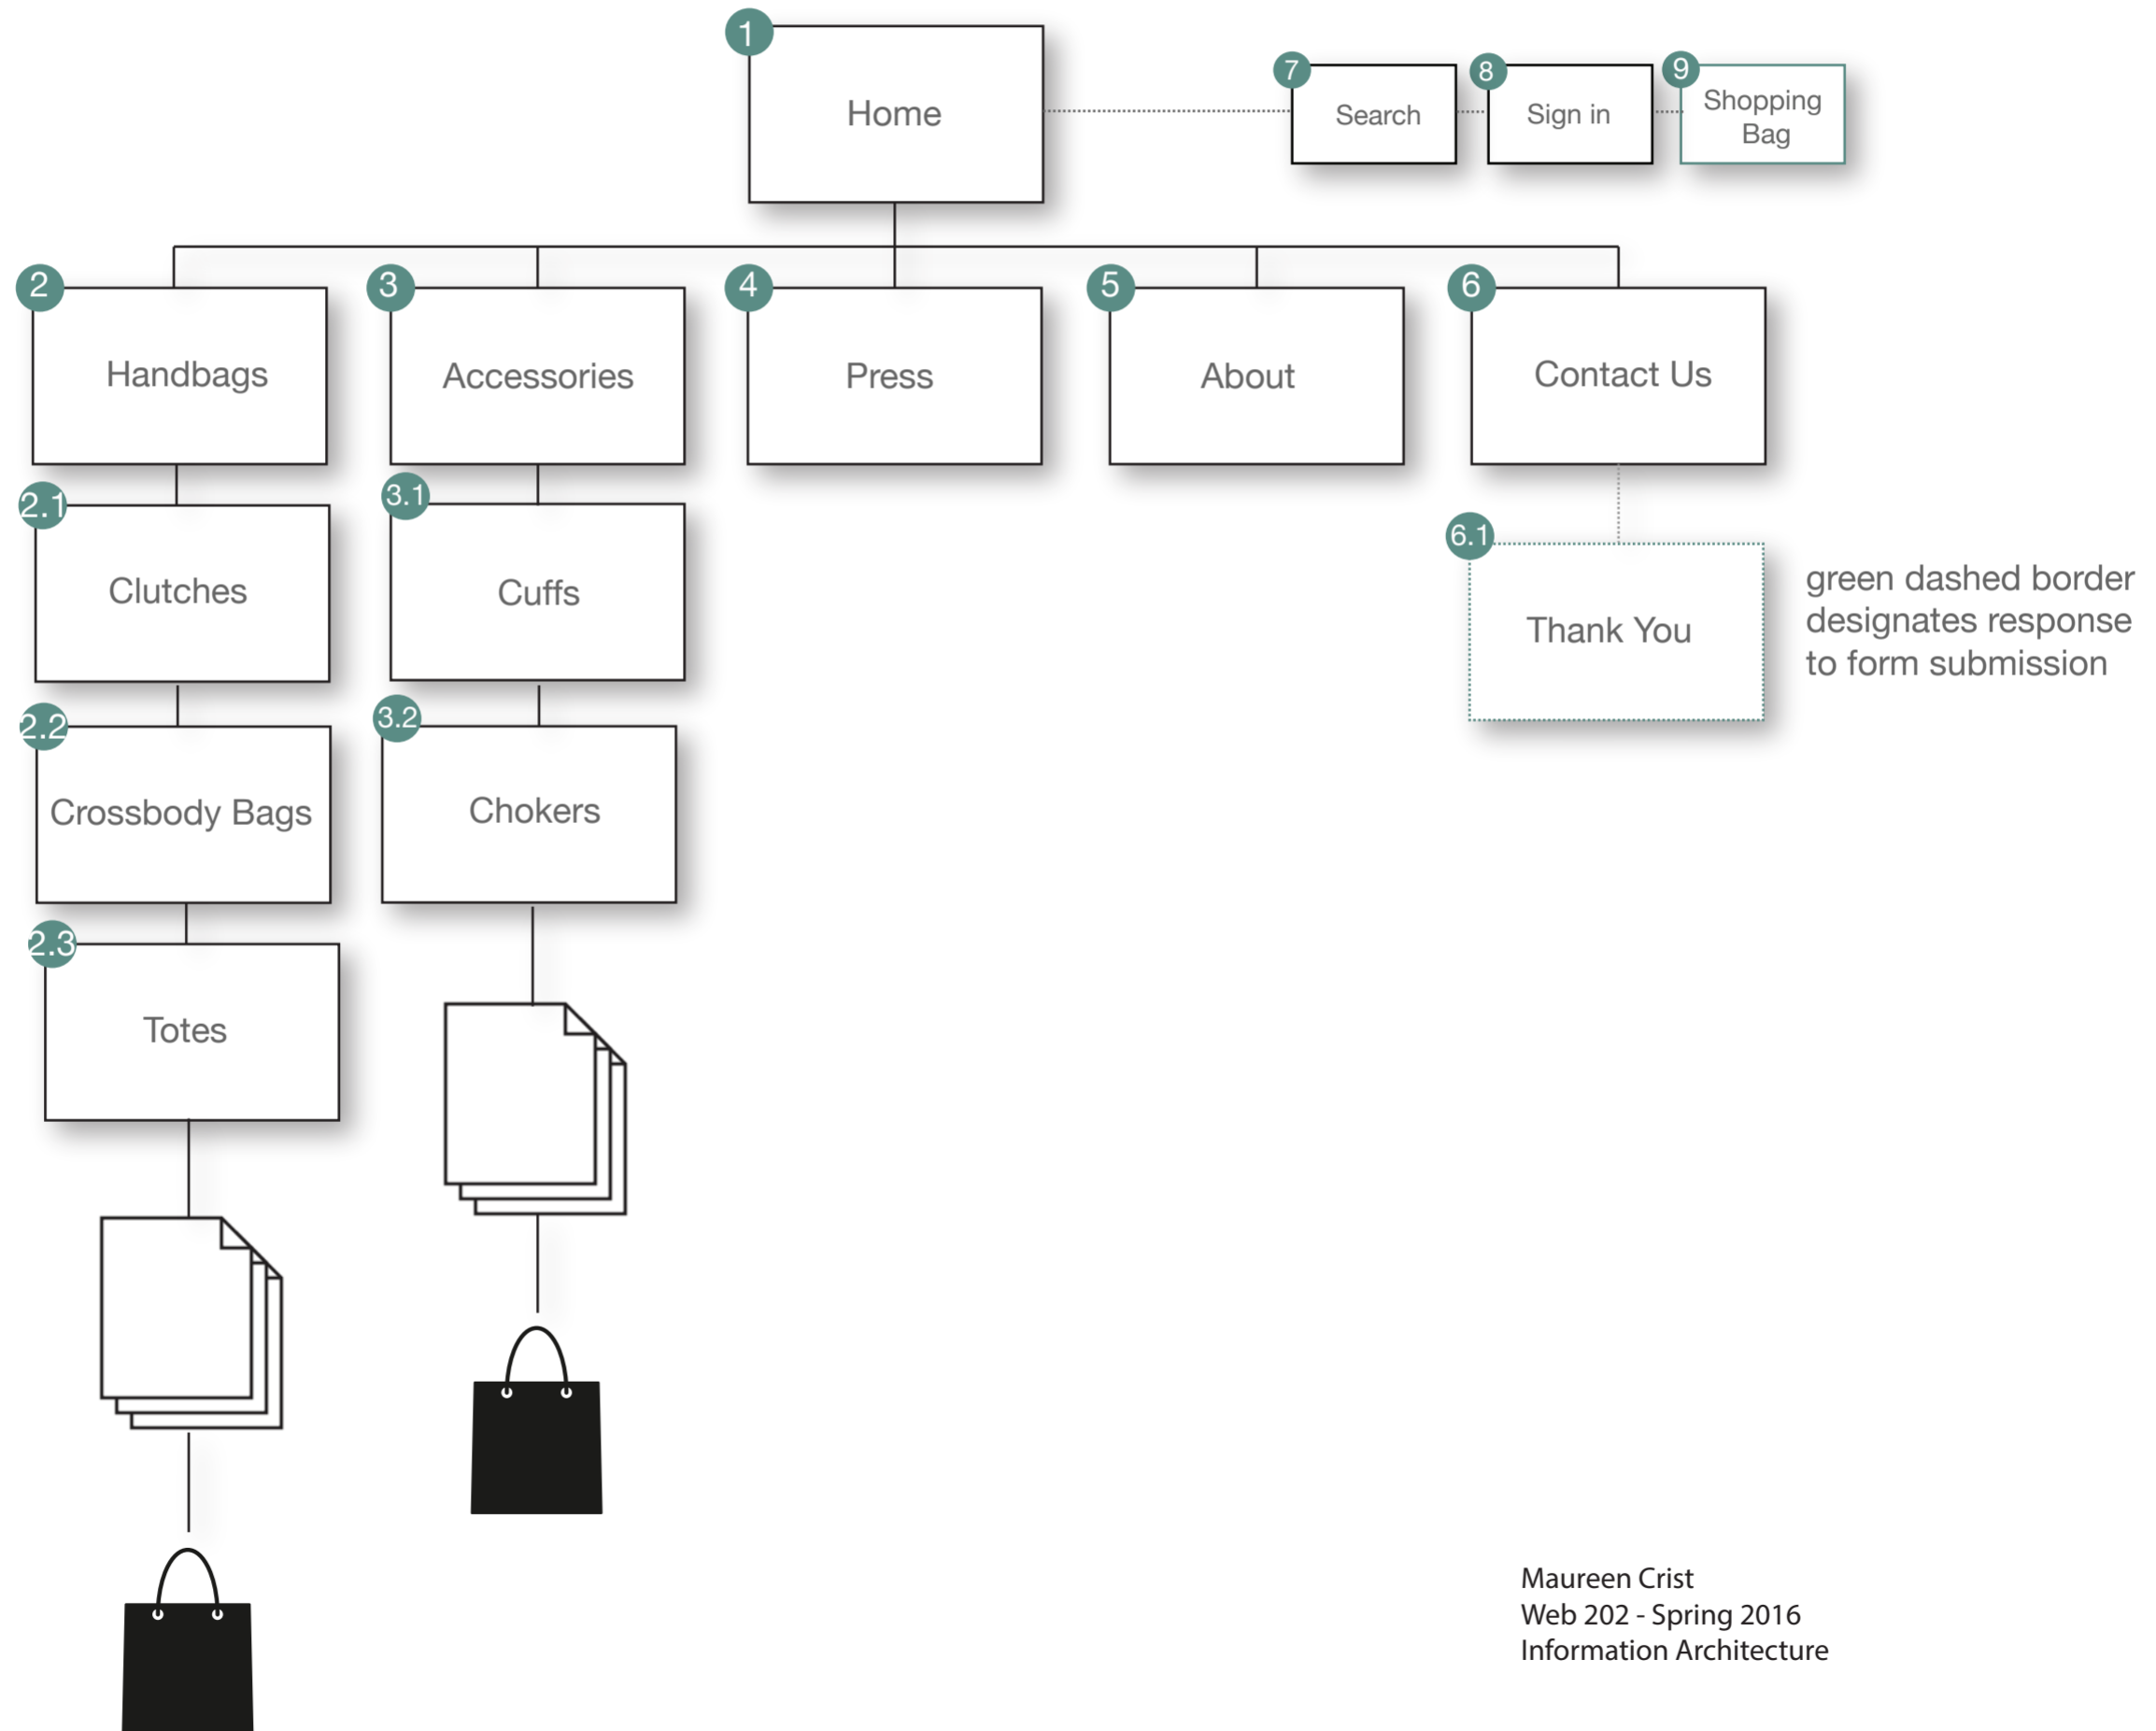 1
Home
7
Search
8
Sign in
9
Shopping
Bag
2
Handbags
3
Accessories
4
Press
5
About
6
Contact Us
2.1
Clutches
3.1
Cuffs
6.1
Thank You
green dashed border
designates response
to form submission
2.2
Crossbody Bags
3.2
Chokers
2.3
Totes
Maureen Crist
Web 202 - Spring 2016
Information Architecture